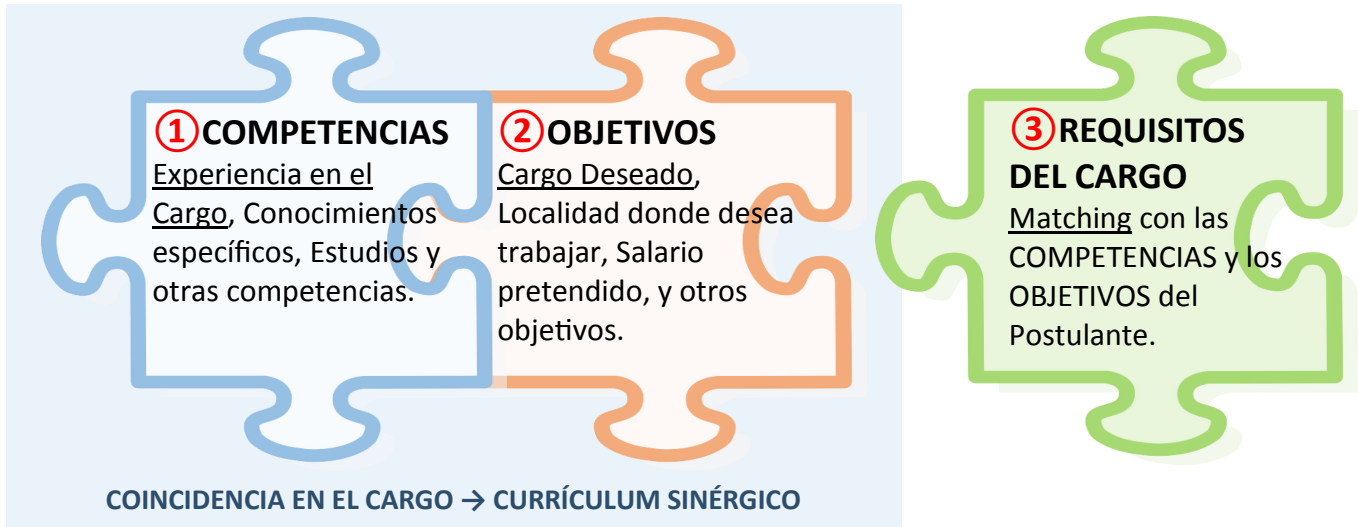 ①COMPETENCIAS
Experiencia en el
Cargo, Conocimientos
específicos, Estudios y
otras competencias.
②OBJETIVOS
Cargo Deseado,
Localidad donde desea
trabajar, Salario
pretendido, y otros
objetivos.
③REQUISITOS
DEL CARGO
Matching con las
COMPETENCIAS y los
OBJETIVOS del
Postulante.
COINCIDENCIA EN EL CARGO → CURRÍCULUM SINÉRGICO